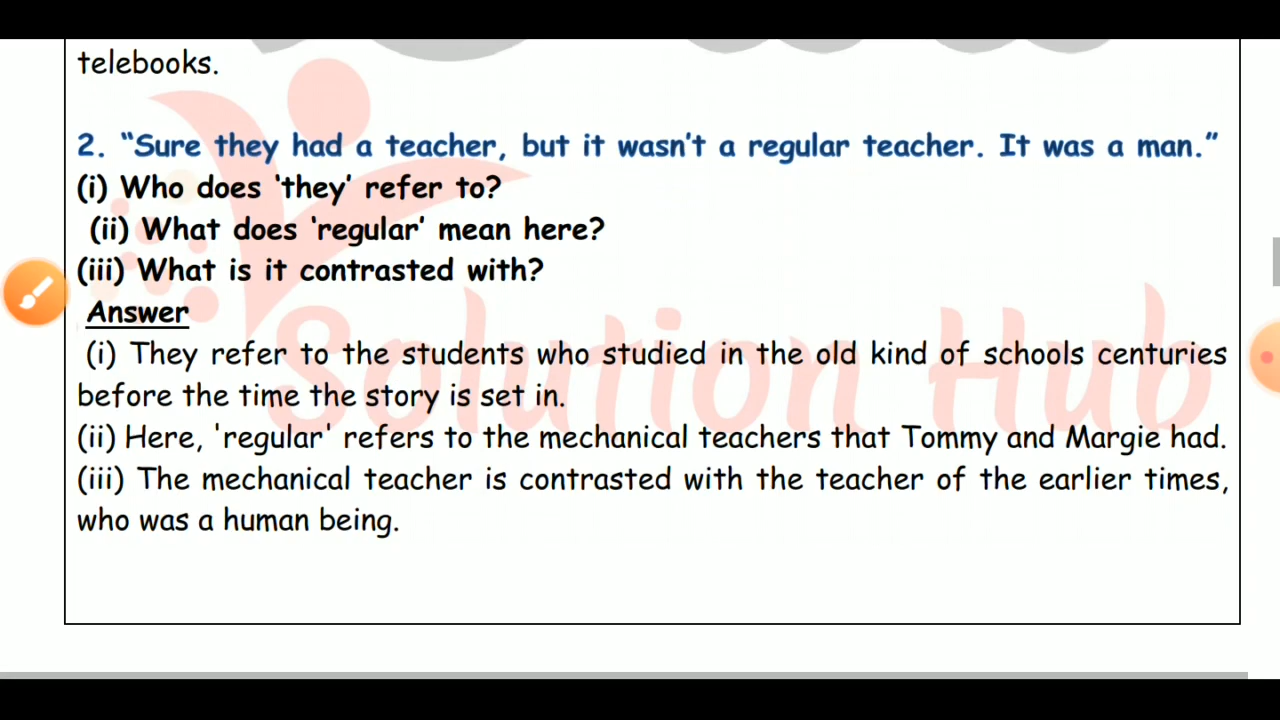 telebooks.
2. “Sure they had a teacher, but it wasn’t a regular teacher. It was a man.”
(i) Who does ‘they’ refer to?
(ii) What does ‘regular’ mean here?
(iii) What is it contrasted with?
Answer
(i) They refer to the students who studied in the old kind of schools centuries
before the time the story is set in.
(ii) Here, 'regular' refers to the mechanical teachers that Tommy and Margie had.
(iii) The mechanical teacher is contrasted with the teacher of the earlier times,
who was a human being.
Solution Hub